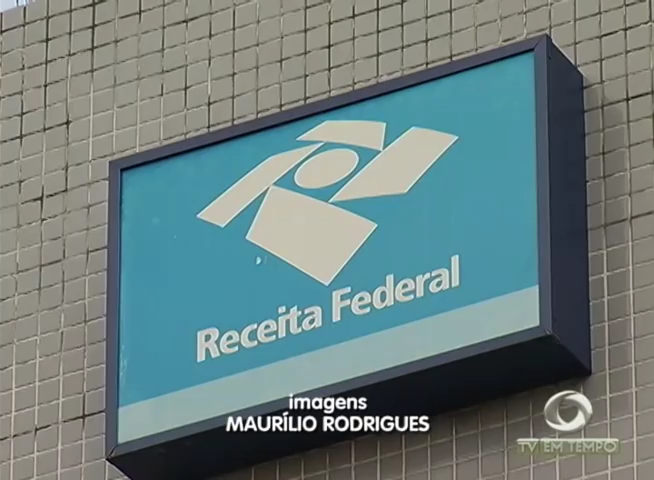 Receita Federal
imagens
MAURÍLIO RODRIGUES
TV EM TEMPO